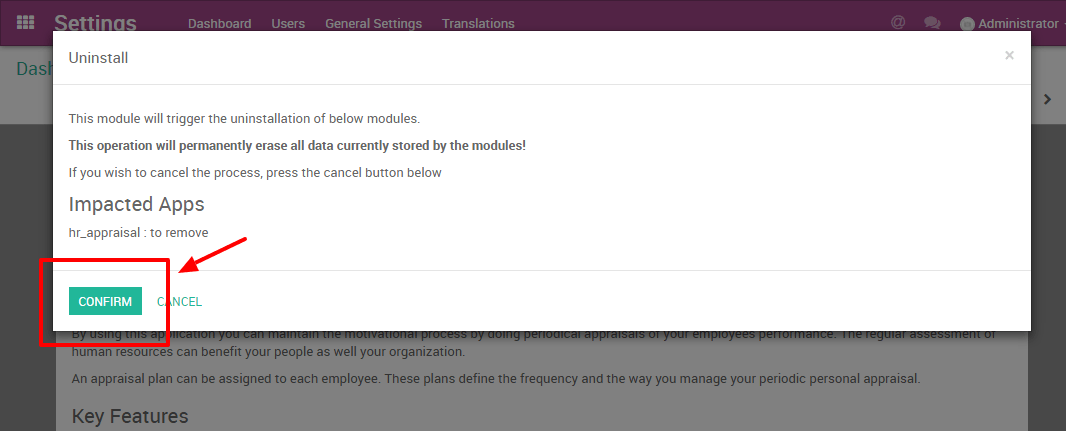 Settings Dashboard Users General Settings Translations @ Administrator
Uninstall ×
Dash
This module will trigger the uninstallation of below modules.
This operation will permanently erase all data currently stored by the modules!
If you wish to cancel the process, press the cancel button below
Impacted Apps
hr_appraisal : to remove
CONFIRM CANCEL
By using this application you can maintain the motivational process by doing periodical appraisals of your employees performance. The regular assessment of
human resources can benefit your people as well your organization.
An appraisal plan can be assigned to each employee. These plans define the frequency and the way you manage your periodic personal appraisal.
Key Features